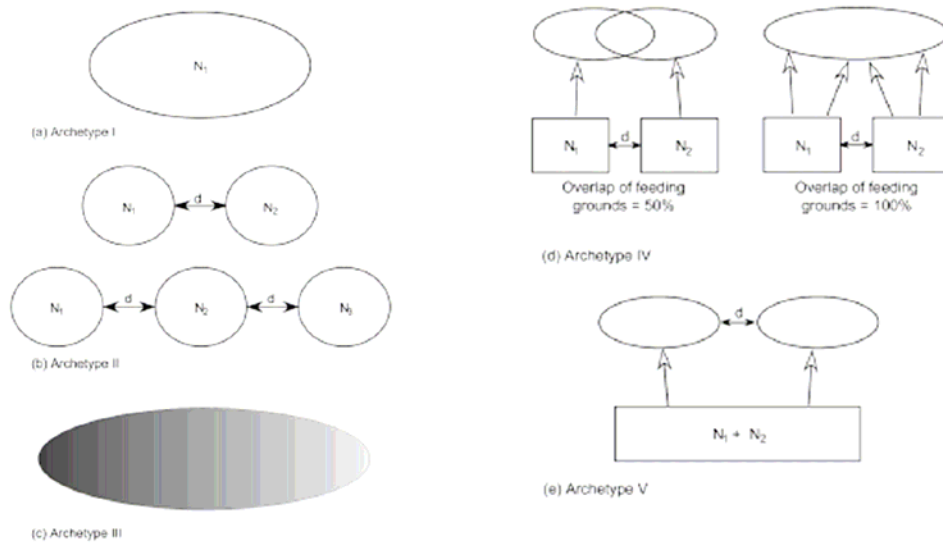 N₁
(a) Archetype I
N₁ d N₂
N₁ d N₂ d N₃
(b) Archetype II
(c) Archetype III
N₁ d N₂ N₁ d N₂
Overlap of feeding Overlap of feeding
grounds = 50% grounds = 100%
(d) Archetype IV
d
N₁ + N₂
(e) Archetype V